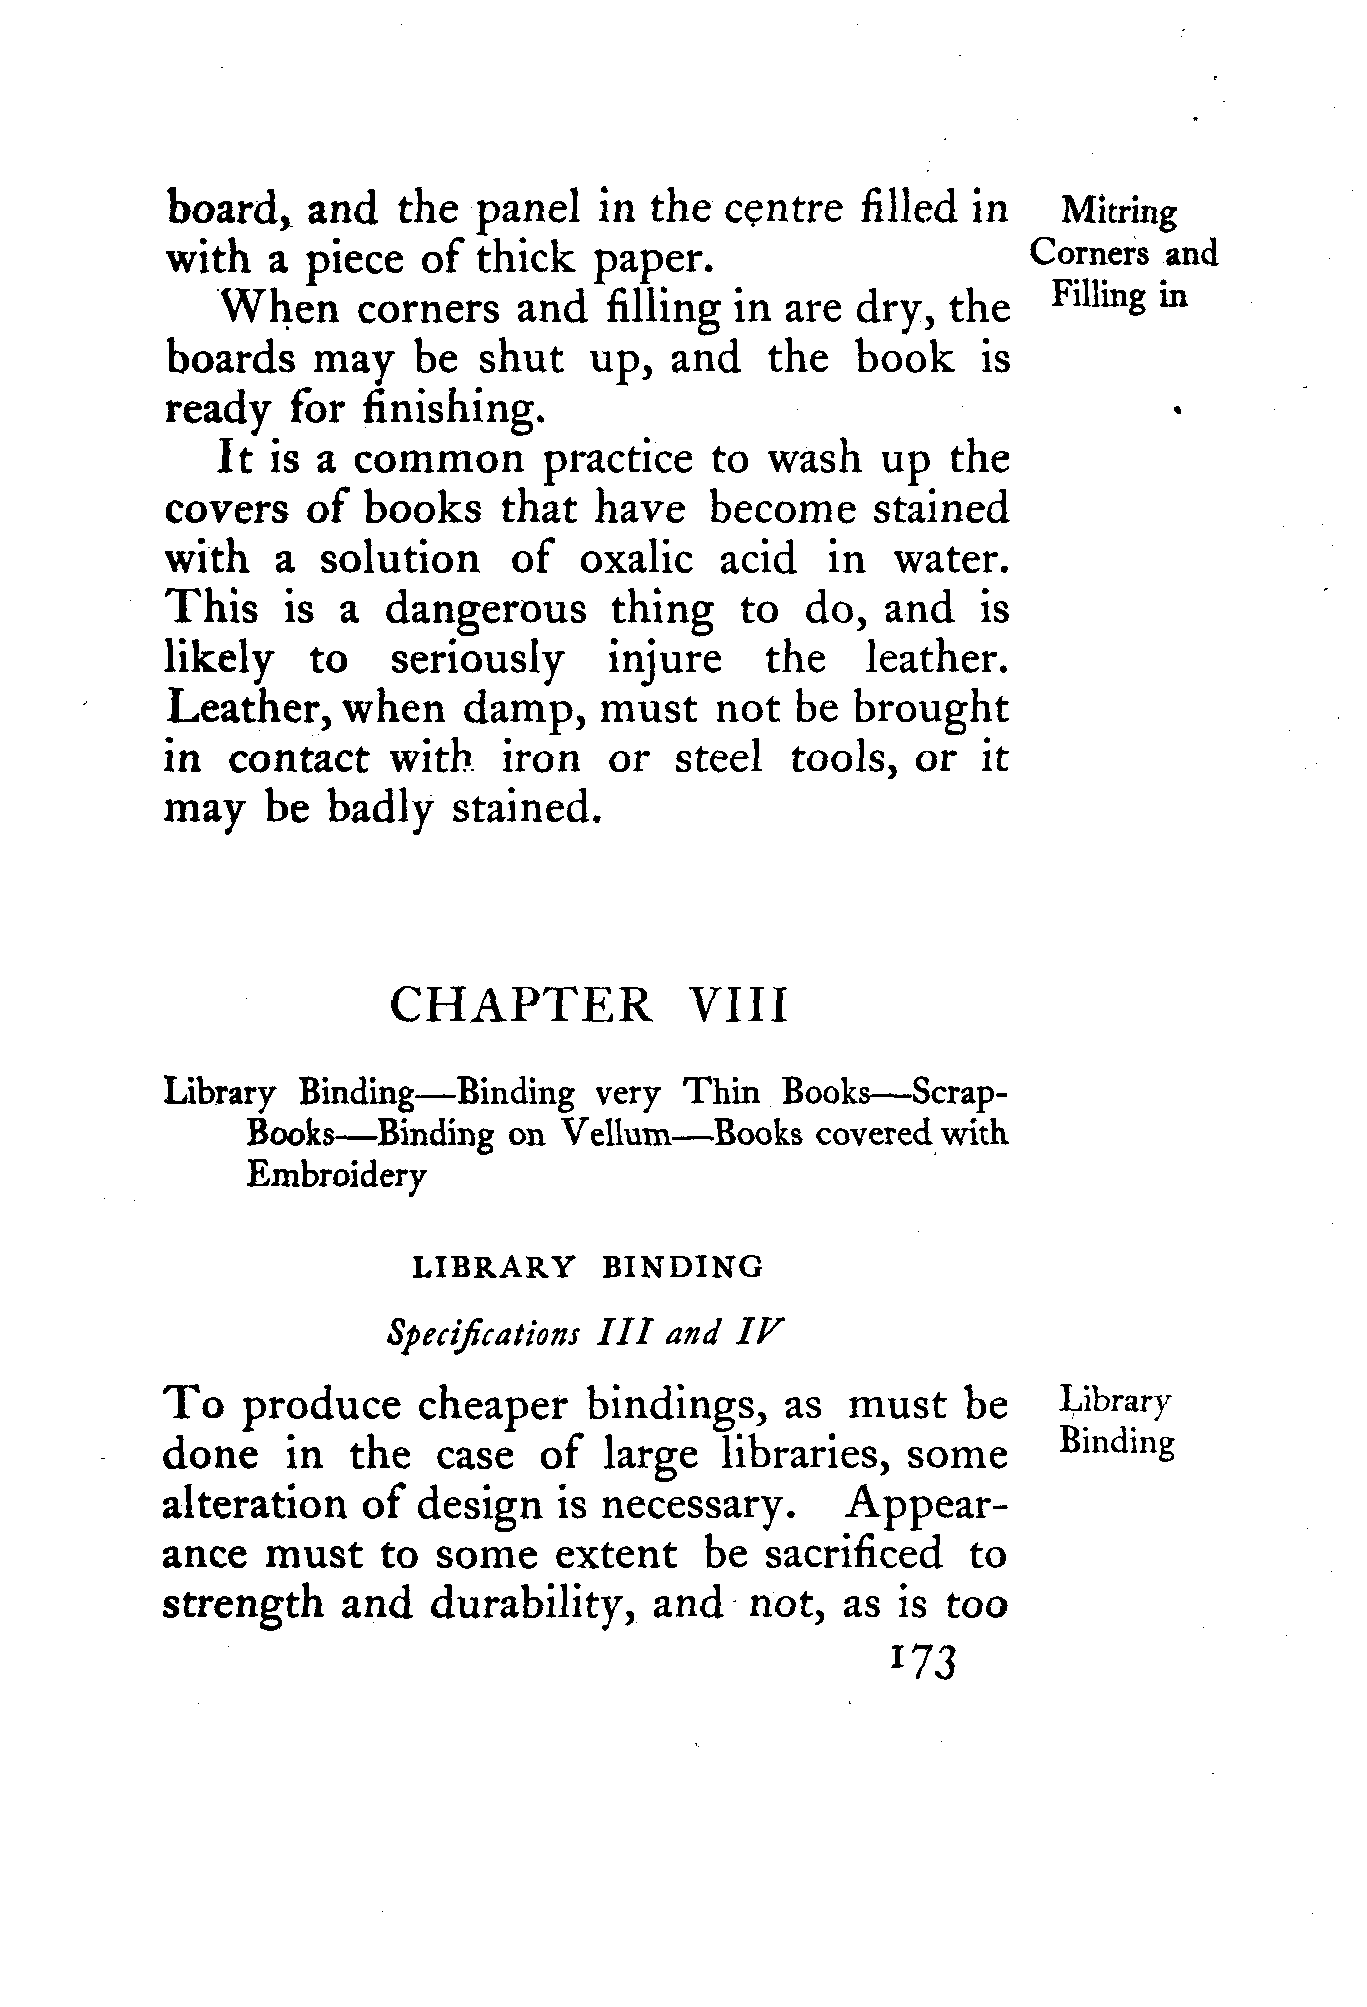 board, and the panel in the centre filled in
with a piece of thick paper.
Mitring
Corners and
Filling in
When corners and filling in are dry, the
boards may be shut up, and the book is
ready for finishing.
It is a common practice to wash up the
covers of books that have become stained
with a solution of oxalic acid in water.
This is a dangerous thing to do, and is
likely to seriously injure the leather.
Leather, when damp, must not be brought
in contact with iron or steel tools, or it
may be badly stained.
CHAPTER VIII
Library Binding—Binding very Thin Books—Scrap-
Books—Binding on Vellum—Books covered with
Embroidery
LIBRARY BINDING
Specifications III and IV
To produce cheaper bindings, as must be
done in the case of large libraries, some
alteration of design is necessary. Appear-
ance must to some extent be sacrificed to
strength and durability, and not, as is too
Library
Binding
173